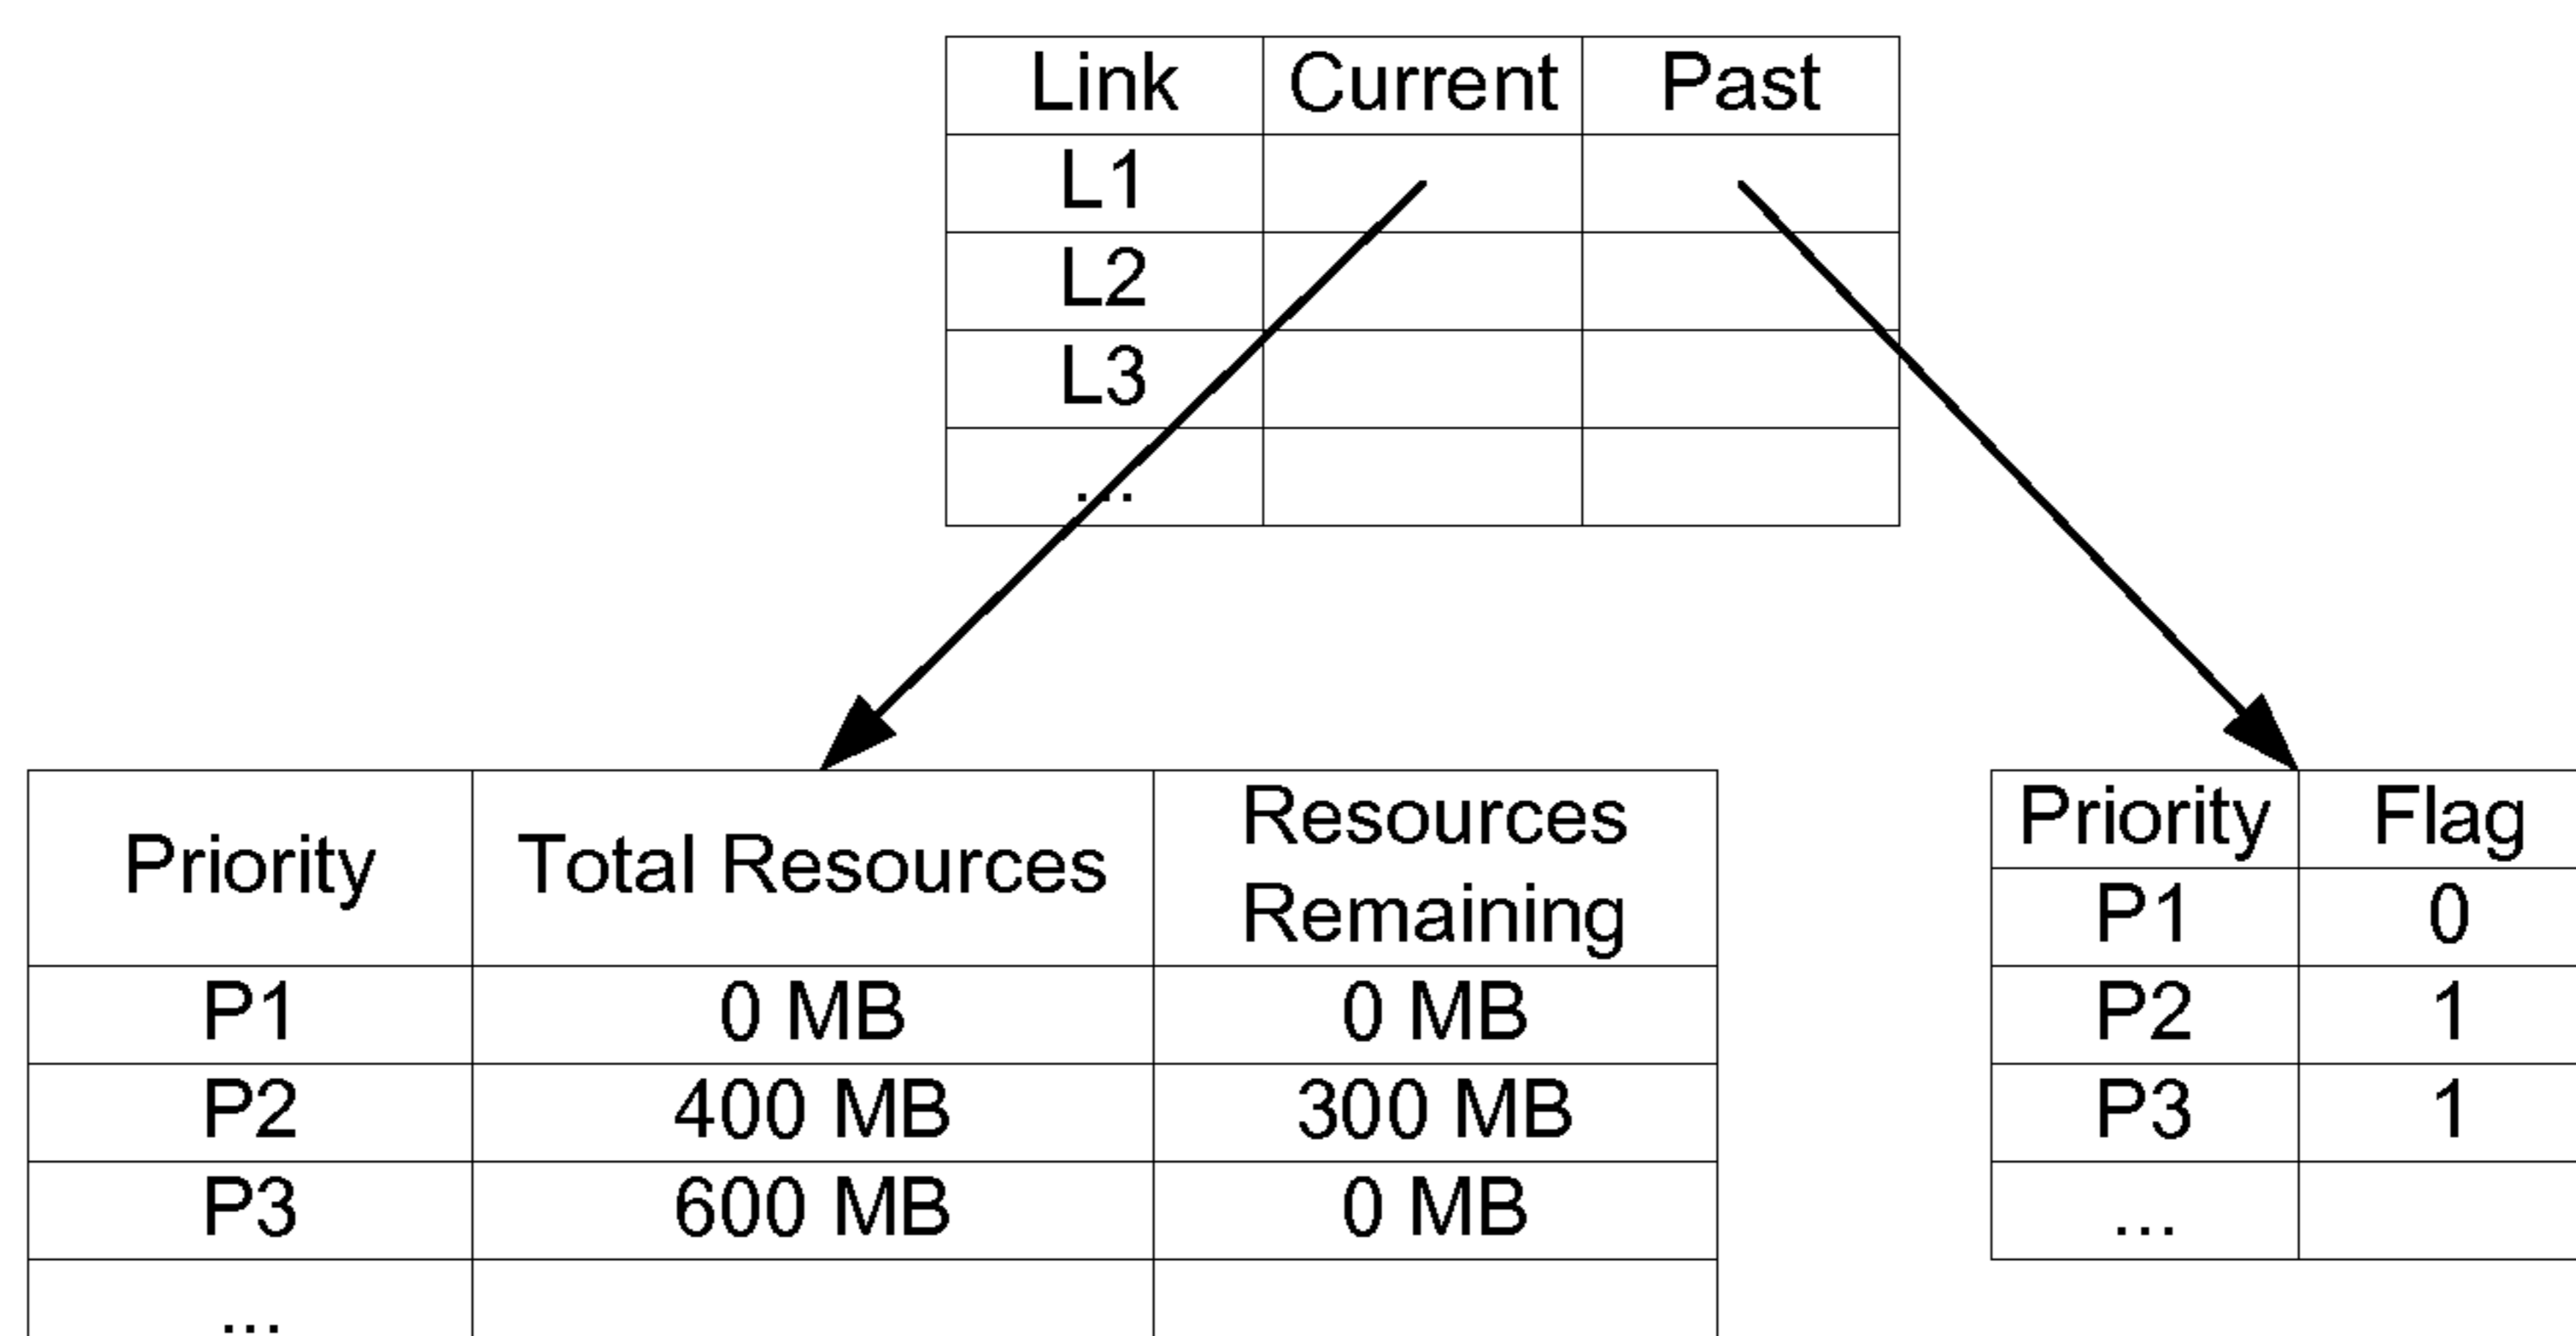 Link Current Past
L1
L2
L3
...
Priority Total Resources Resources Remaining
P1 0 MB 0 MB
P2 400 MB 300 MB
P3 600 MB 0 MB
...
Priority Flag
P1 0
P2 1
P3 1
...